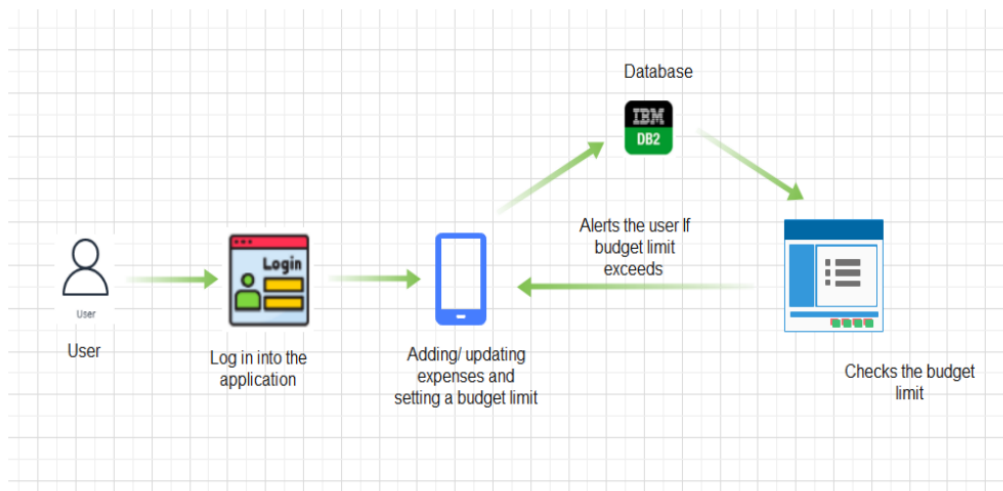 Database
IBM
DB2
Alerts the user If
budget limit
exceeds
Login
User
User
Log in into the
application
Adding/ updating
expenses and
setting a budget limit
Checks the budget
limit